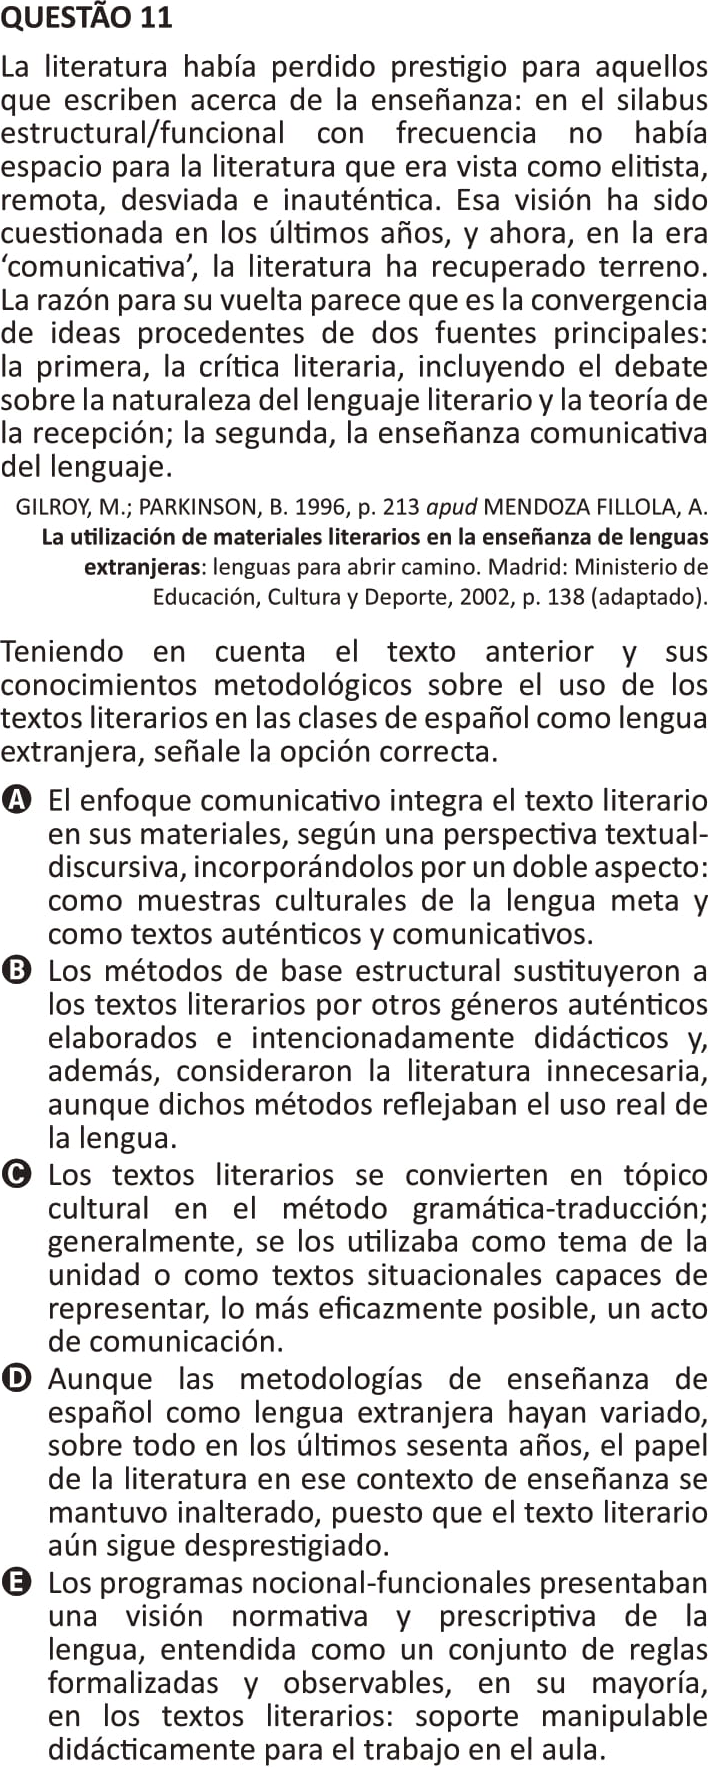 QUESTÃO 11
La literatura había perdido prestigio para aquellos
que escriben acerca de la enseñanza: en el silabus
estructural/funcional con frecuencia no había
espacio para la literatura que era vista como elitista,
remota, desviada e inauténtica. Esa visión ha sido
cuestionada en los últimos años, y ahora, en la era
‘comunicativa’, la literatura ha recuperado terreno.
La razón para su vuelta parece que es la convergencia
de ideas procedentes de dos fuentes principales:
la primera, la crítica literaria, incluyendo el debate
sobre la naturaleza del lenguaje literario y la teoría de
la recepción; la segunda, la enseñanza comunicativa
del lenguaje.
GILROY, M.; PARKINSON, B. 1996, p. 213 apud MENDOZA FILLOLA, A.
La utilización de materiales literarios en la enseñanza de lenguas
extranjeras: lenguas para abrir camino. Madrid: Ministerio de
Educación, Cultura y Deporte, 2002, p. 138 (adaptado).
Teniendo en cuenta el texto anterior y sus
conocimientos metodológicos sobre el uso de los
textos literarios en las clases de español como lengua
extranjera, señale la opción correcta.
A El enfoque comunicativo integra el texto literario
en sus materiales, según una perspectiva textual-
discursiva, incorporándolos por un doble aspecto:
como muestras culturales de la lengua meta y
como textos auténticos y comunicativos.
B Los métodos de base estructural sustituyeron a
los textos literarios por otros géneros auténticos
elaborados e intencionadamente didácticos y,
además, consideraron la literatura innecesaria,
aunque dichos métodos reflejaban el uso real de
la lengua.
C Los textos literarios se convierten en tópico
cultural en el método gramática-traducción;
generalmente, se los utilizaba como tema de la
unidad o como textos situacionales capaces de
representar, lo más eficazmente posible, un acto
de comunicación.
D Aunque las metodologías de enseñanza de
español como lengua extranjera hayan variado,
sobre todo en los últimos sesenta años, el papel
de la literatura en ese contexto de enseñanza se
mantuvo inalterado, puesto que el texto literario
aún sigue desprestigiado.
E Los programas nocional-funcionales presentaban
una visión normativa y prescriptiva de la
lengua, entendida como un conjunto de reglas
formalizadas y observables, en su mayoría,
en los textos literarios: soporte manipulable
didácticamente para el trabajo en el aula.